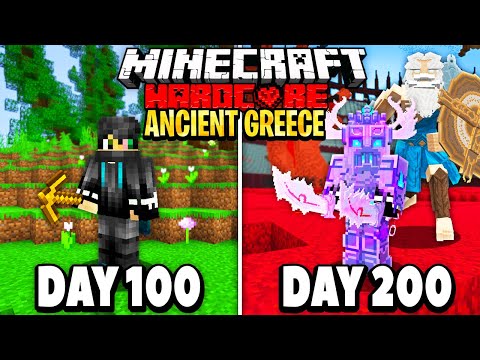 MINECRAFT
HARDCORE
ANCIENT GREECE
DAY 100
DAY 200